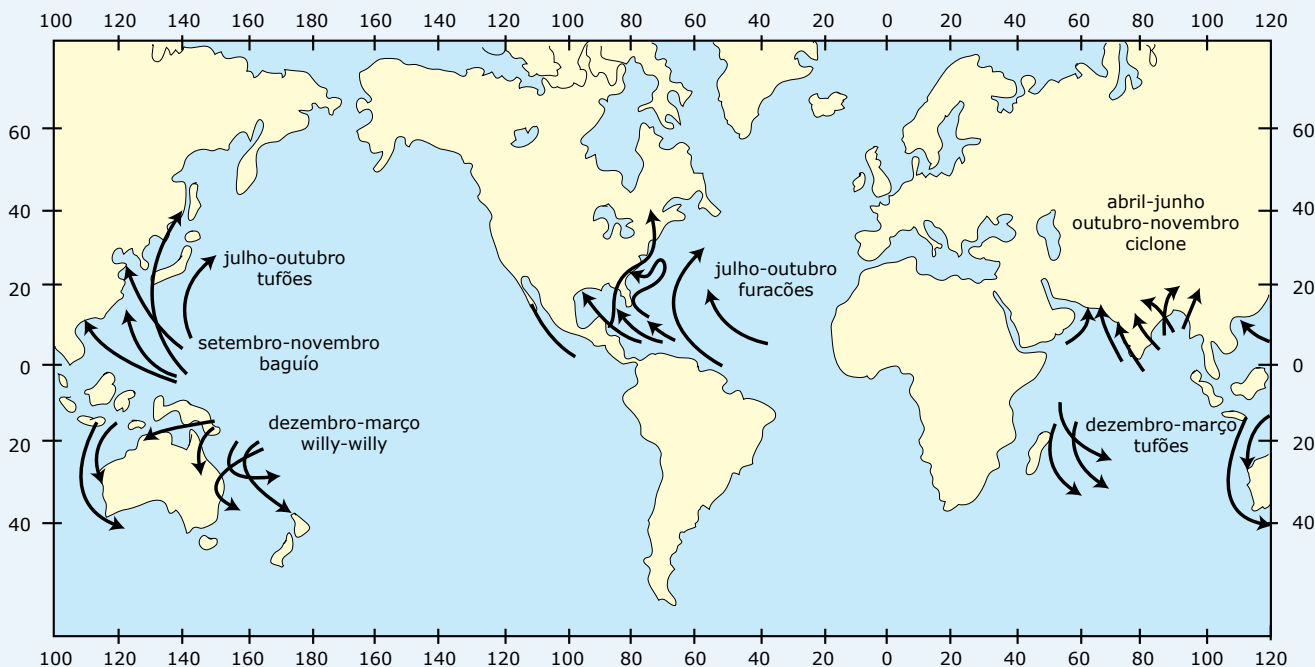 100 120 140 160 180 160 140 120 100 80 60 40 20 0 20 40 60 80 100 120
60 60
abril-junho
outubro-novembro
ciclone
40 40
julho-outubro
tufões
julho-outubro
furacões
20 20
setembro-novembro
baguío
0 0
dezembro-março
willy-willy
dezembro-março
tufões
20 20
40 40
100 120 140 160 180 160 140 120 100 80 60 40 20 0 20 40 60 80 100 120